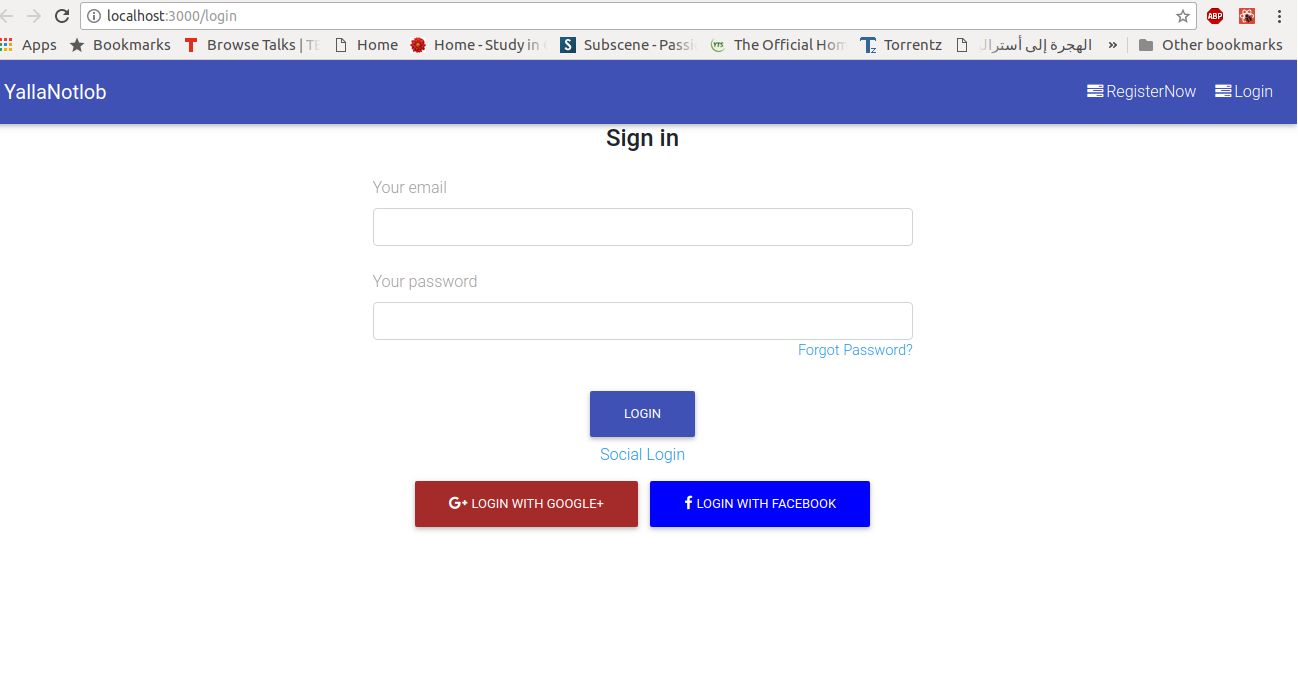 localhost:3000/login
Apps Bookmarks Browse Talks | Home Home - Study in Subscene - Passi The Official Hom Torrentz الهجرة إلى أسترال » Other bookmarks
YallaNotlob RegisterNow Login
Sign in
Your email
Your password
Forgot Password?
LOGIN
Social Login
G+ LOGIN WITH GOOGLE+ f LOGIN WITH FACEBOOK